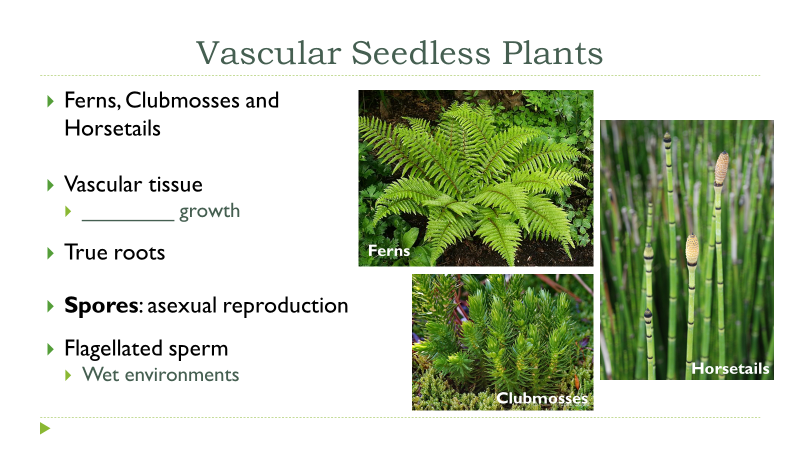 Vascular Seedless Plants
Ferns, Clubmosses and
Horsetails
Vascular tissue
_________ growth
True roots
Spores: asexual reproduction
Flagellated sperm
Wet environments
Ferns
Clubmosses
Horsetails